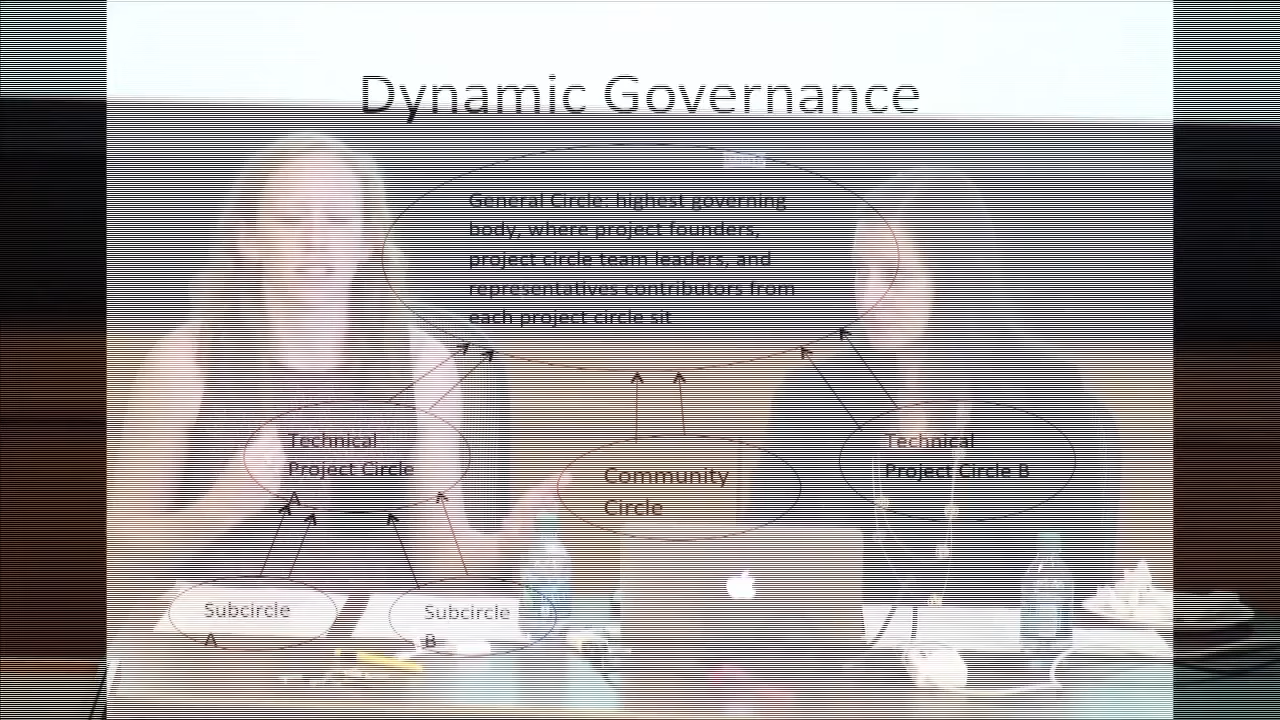 Dynamic Governance
General Circle: highest governing
body, where project founders,
project circle team leaders, and
representatives contributors from
each project circle sit
Technical
Project Circle
A
Community
Circle
Technical
Project Circle B
Subcircle
A
Subcircle
B